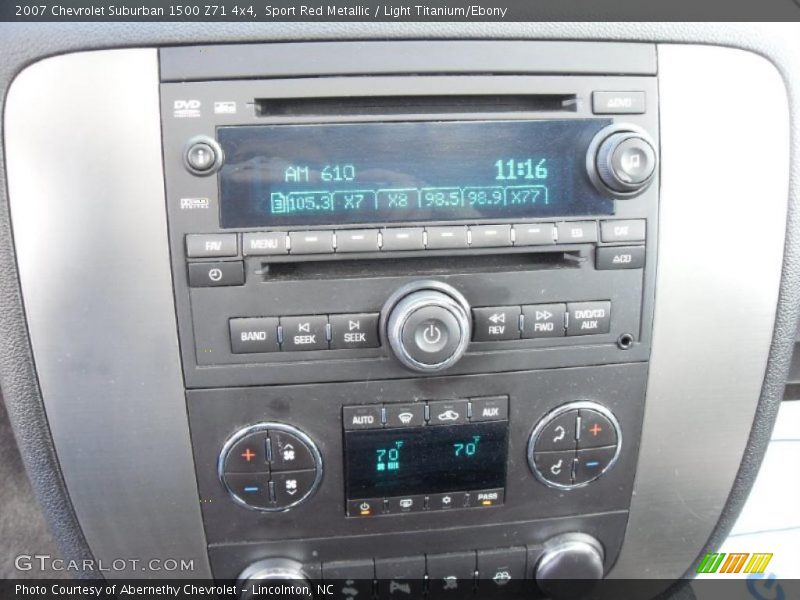 2007 Chevrolet Suburban 1500 Z71 4x4,  Sport Red Metallic / Light Titanium/Ebony
DVD
DVD
AM 610 11:16
105.3 X7 X8 98.5 98.9 X77
FAV MENU EQ CAT
CD
BAND SEEK SEEK REV FWD DVD/CD AUX
AUTO AUX
70°F 70°F
PASS
GTCARLOT.COM
Photo Courtesy of Abernethy Chevrolet - Lincolnton, NC